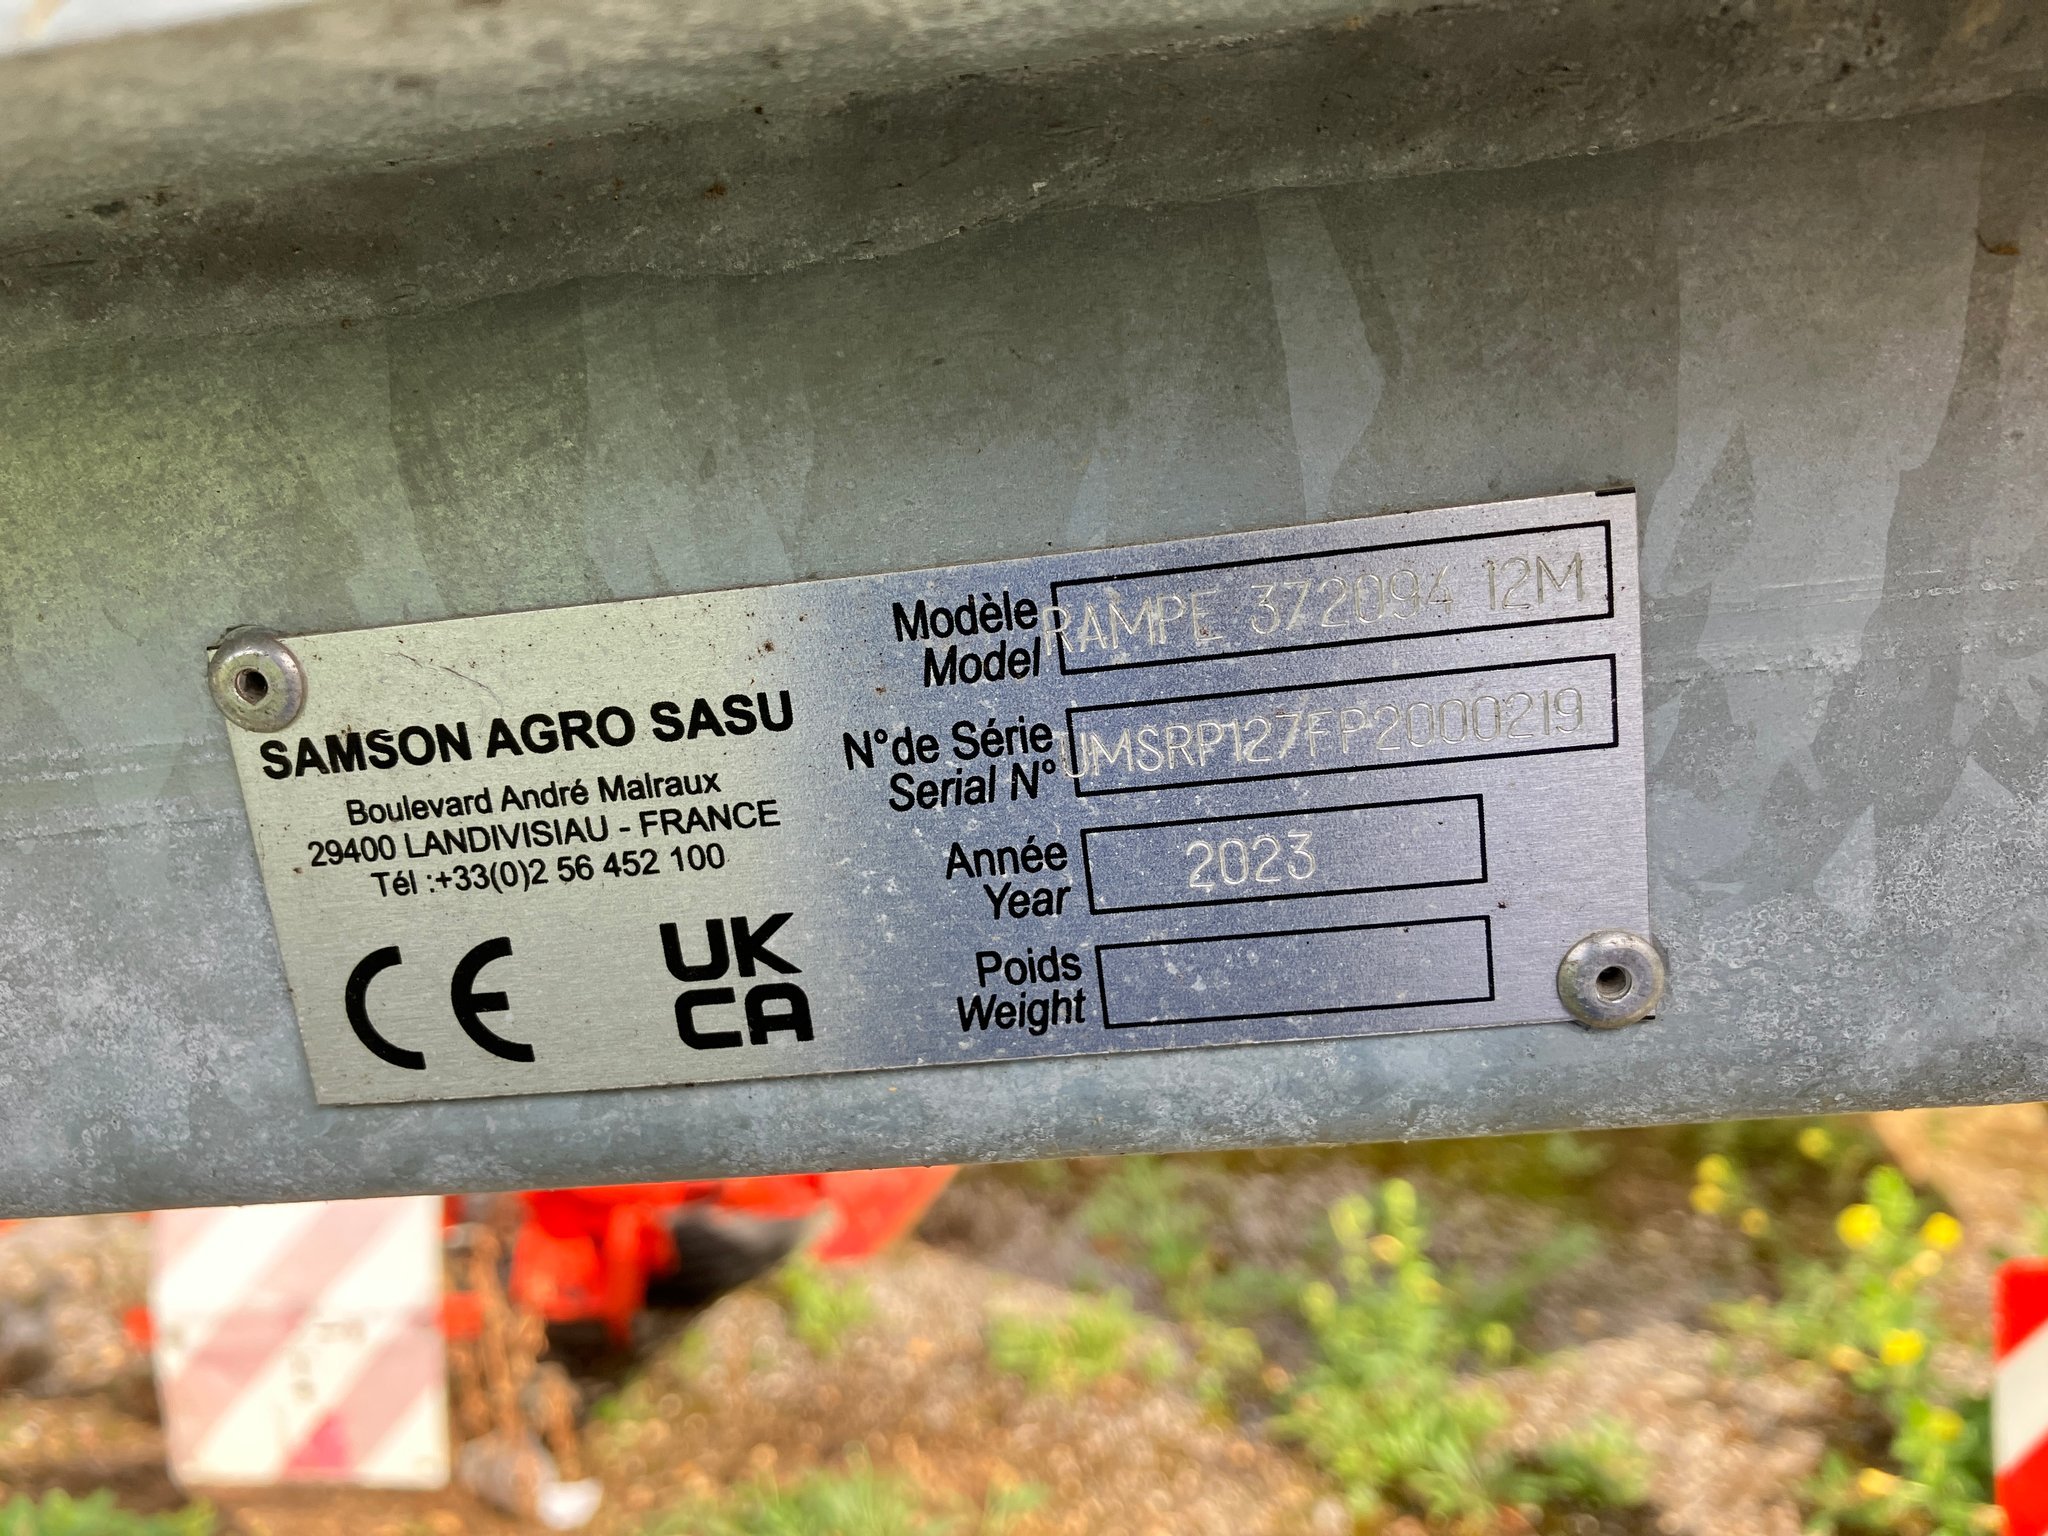 SAMSON AGRO SASU
Boulevard André Malraux
29400 LANDIVISIAU - FRANCE
Tél :+33(0)2 56 452 100
CE
UK
CA
Modèle
Model
RAMPE 372094 12M
N°de Série
Serial N°
UMSRP127FP2000219
Année
Year
2023
Poids
Weight